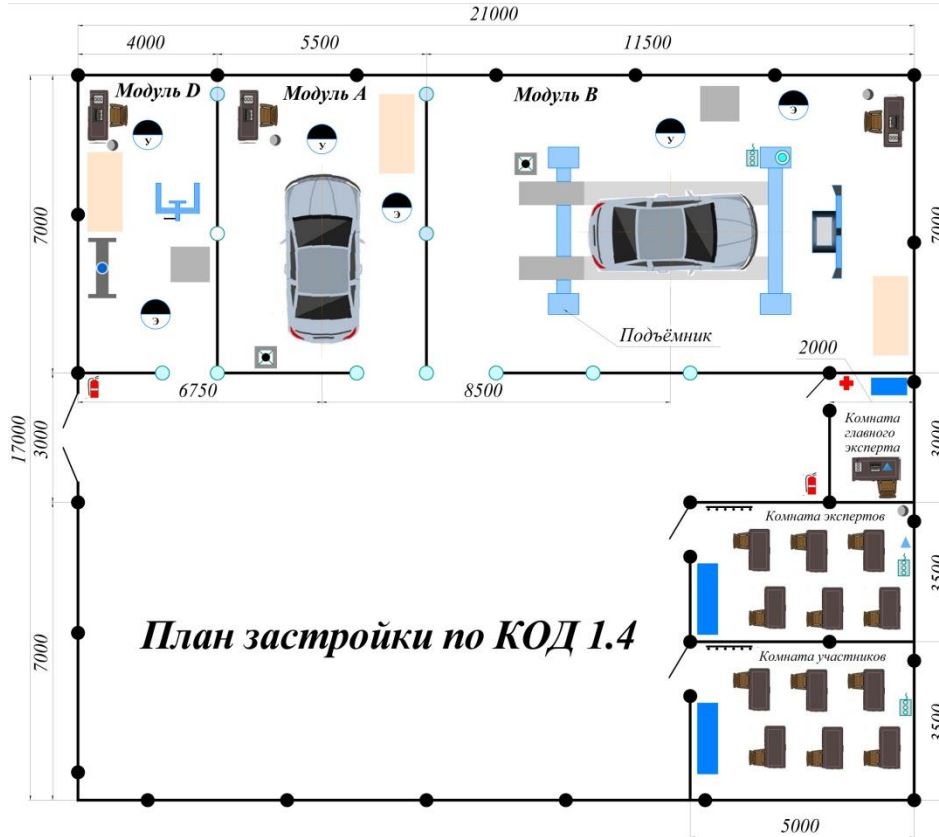 21000
4000
5500
11500
Модуль D
Модуль А
Модуль В
У
У
У
Э
Э
Э
7000
7000
Подъёмник
2000
6750
8500
17000
3000
3000
Комната
главного
эксперта
Комната экспертов
3500
План застройки по КОД 1.4
7000
Комната участников
3500
5000